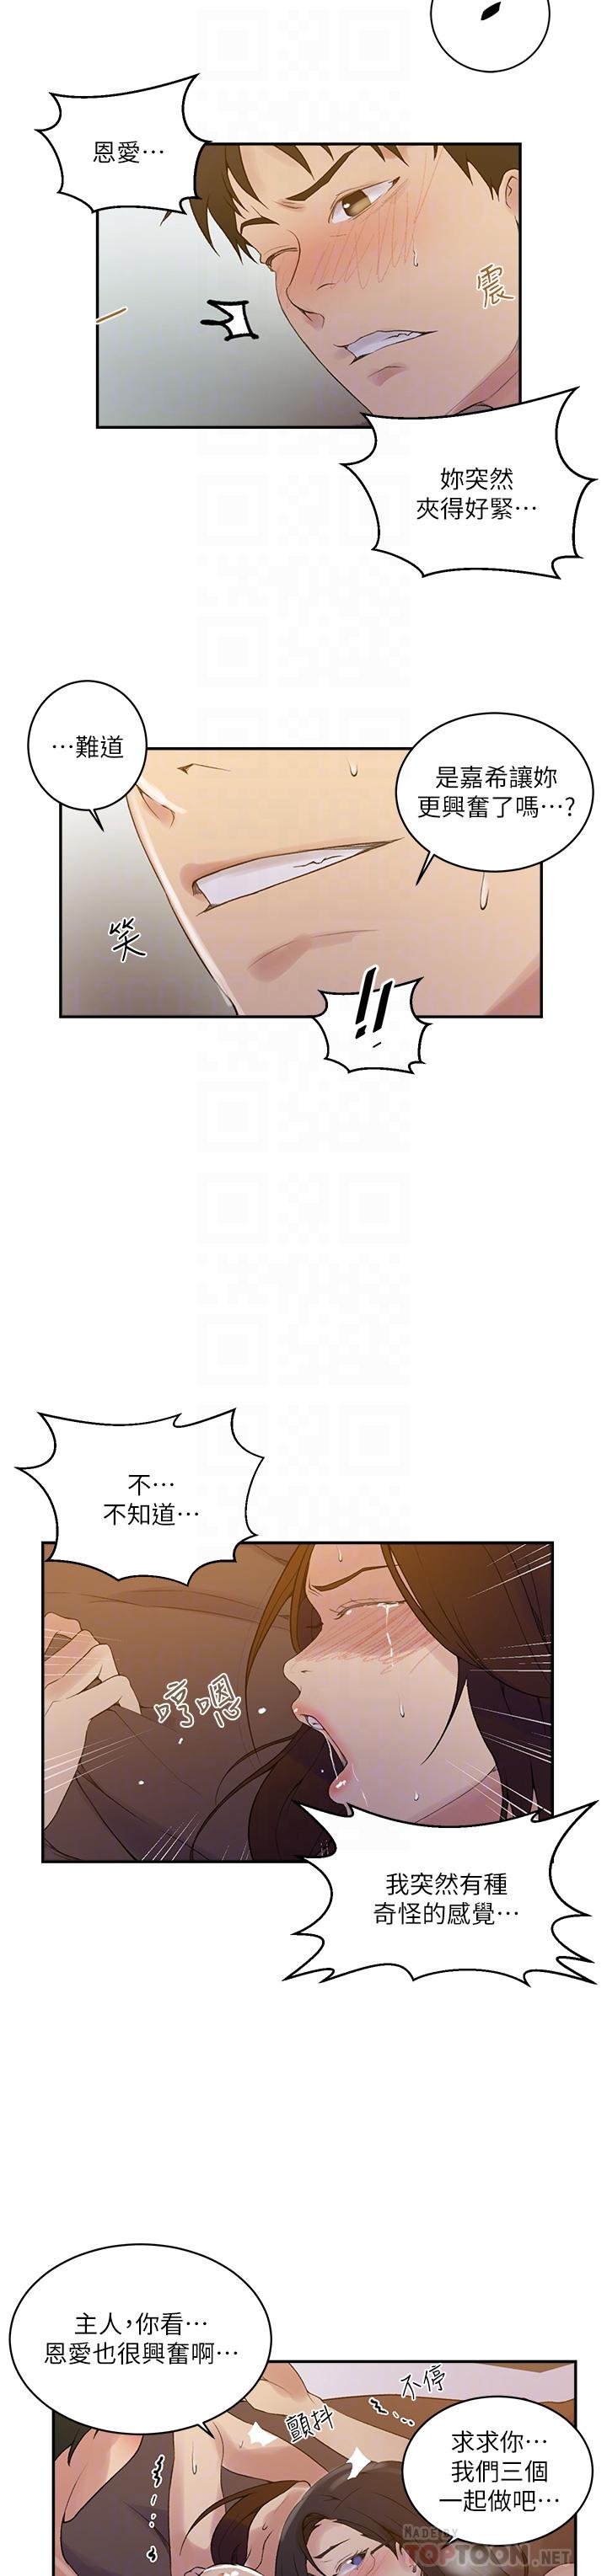 恩愛…
震
妳突然
夾得好緊…
…難道
是嘉希讓妳
更興奮了嗎…?
笑
!!
不…
不知道…
哼嗯
我突然有種
奇怪的感覺…
主人,你看…
恩愛也很興奮啊…
不停
顫抖
求求你…
我們三個
一起做吧…
MADE BY
TOPTOON.NET